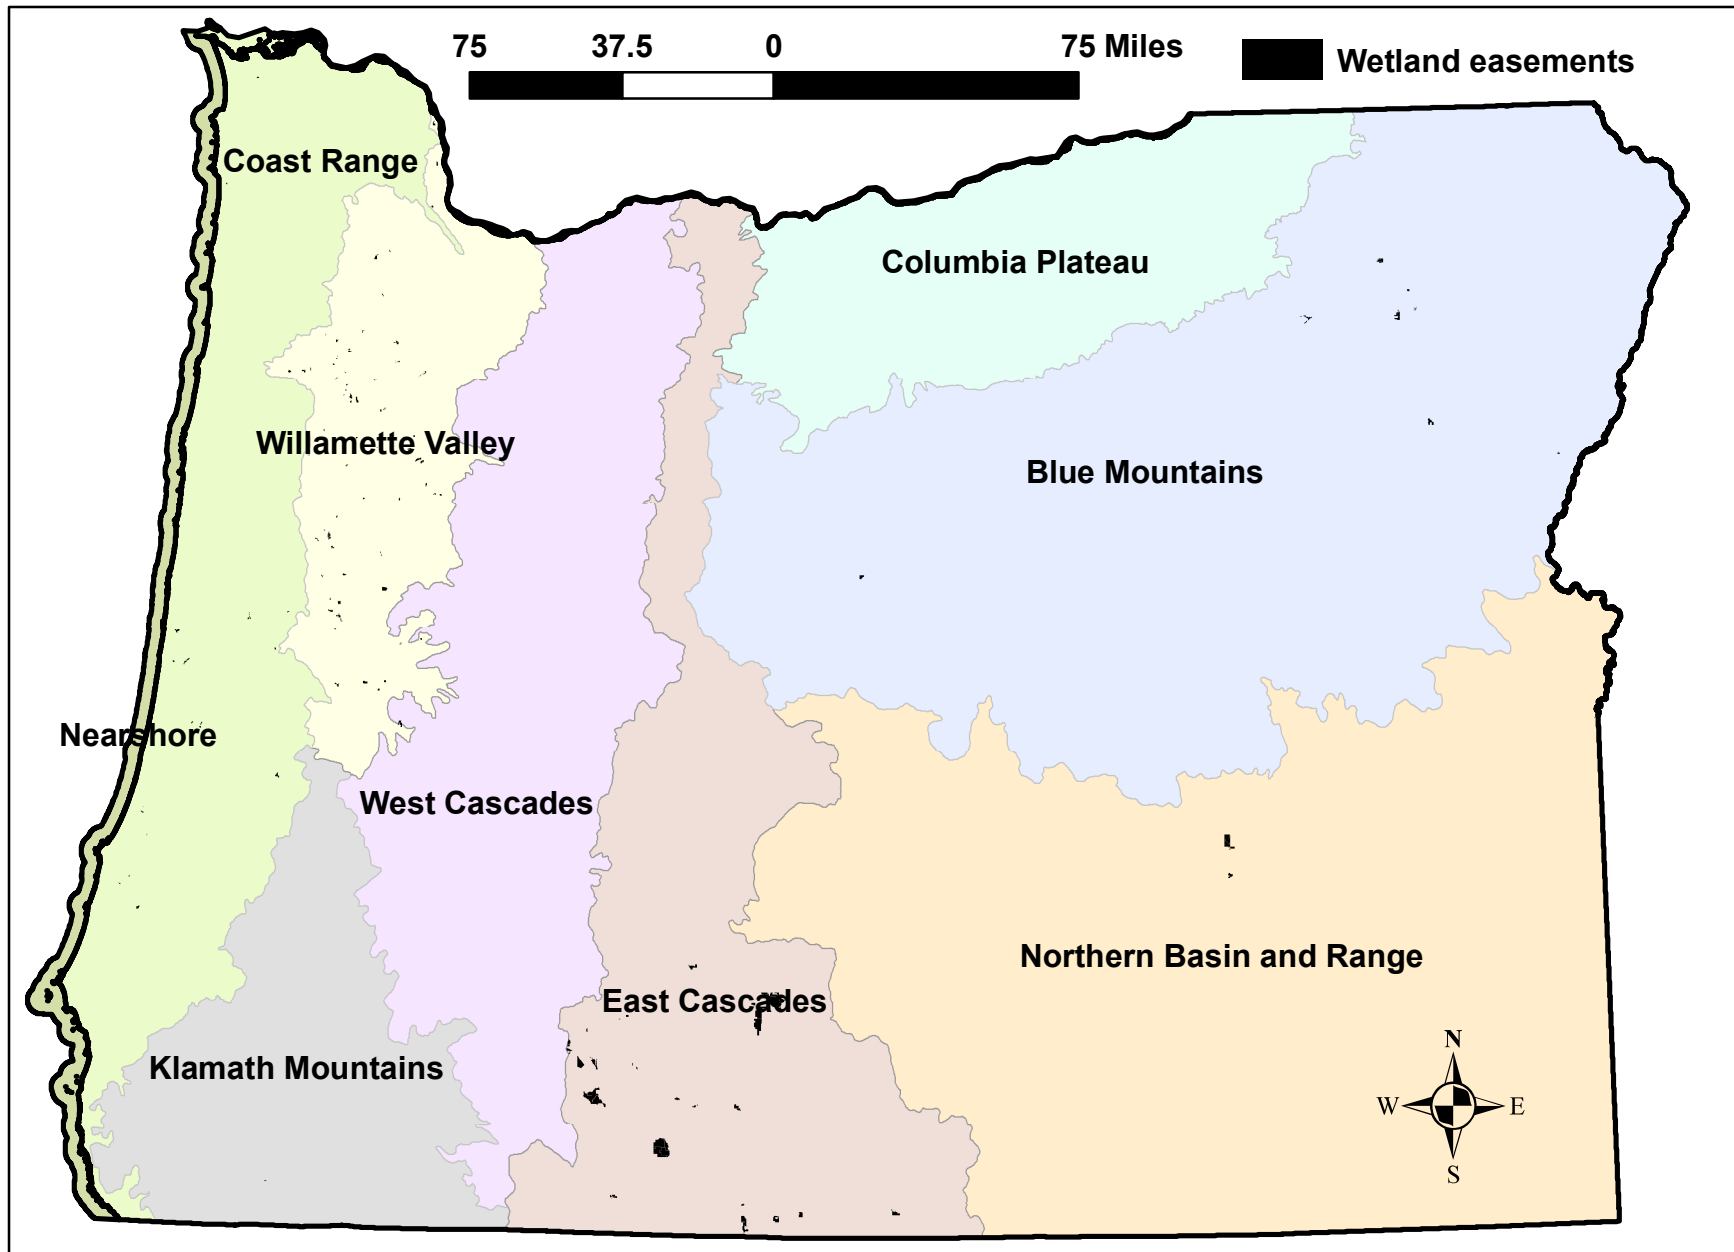 75 37.5 0 75 Miles
Wetland easements
Coast Range
Columbia Plateau
Willamette Valley
Blue Mountains
Nearshore
West Cascades
Northern Basin and Range
East Cascades
Klamath Mountains
N
W E
S